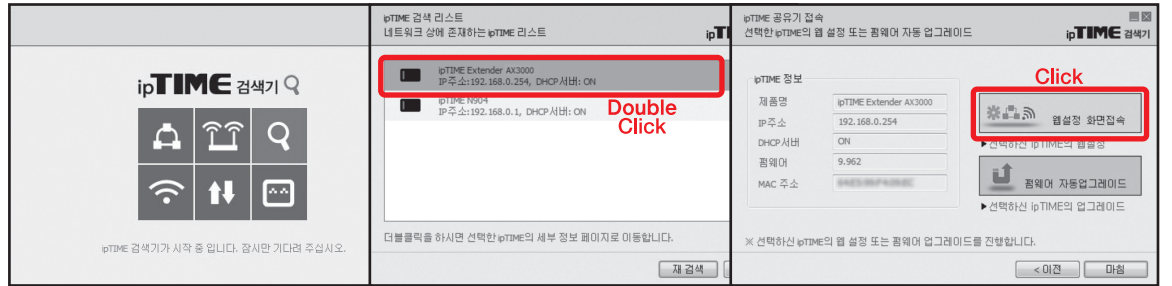 ipTIME 검색기
ipTIME 검색기가 시작 중 입니다. 잠시만 기다려 주십시오.
ipTIME 검색 리스트
네트워크 상에 존재하는 ipTIME 리스트
ipTI
ipTIME Extender AX3000
IP주소:192.168.0.254, DHCP서버: ON
ipTIME N904
IP주소:192.168.0.1, DHCP서버: ON
Double
Click
더블클릭을 하시면 선택한 ipTIME의 세부 정보 페이지로 이동합니다.
재 검색
ipTIME 공유기 접속
선택한 ipTIME의 웹 설정 또는 펌웨어 자동 업그레이드
ipTIME 검색기
ipTIME 정보
제품명 ipTIME Extender AX3000
IP주소 192.168.0.254
DHCP서버 ON
펌웨어 9.962
MAC 주소
Click
웹설정 화면접속
▶선택하신 ipTIME의 웹설정
펌웨어 자동업그레이드
▶선택하신 ipTIME의 업그레이드
※ 선택하신 ipTIME의 웹 설정 또는 펌웨어 업그레이드를 진행합니다.
< 이전
마침